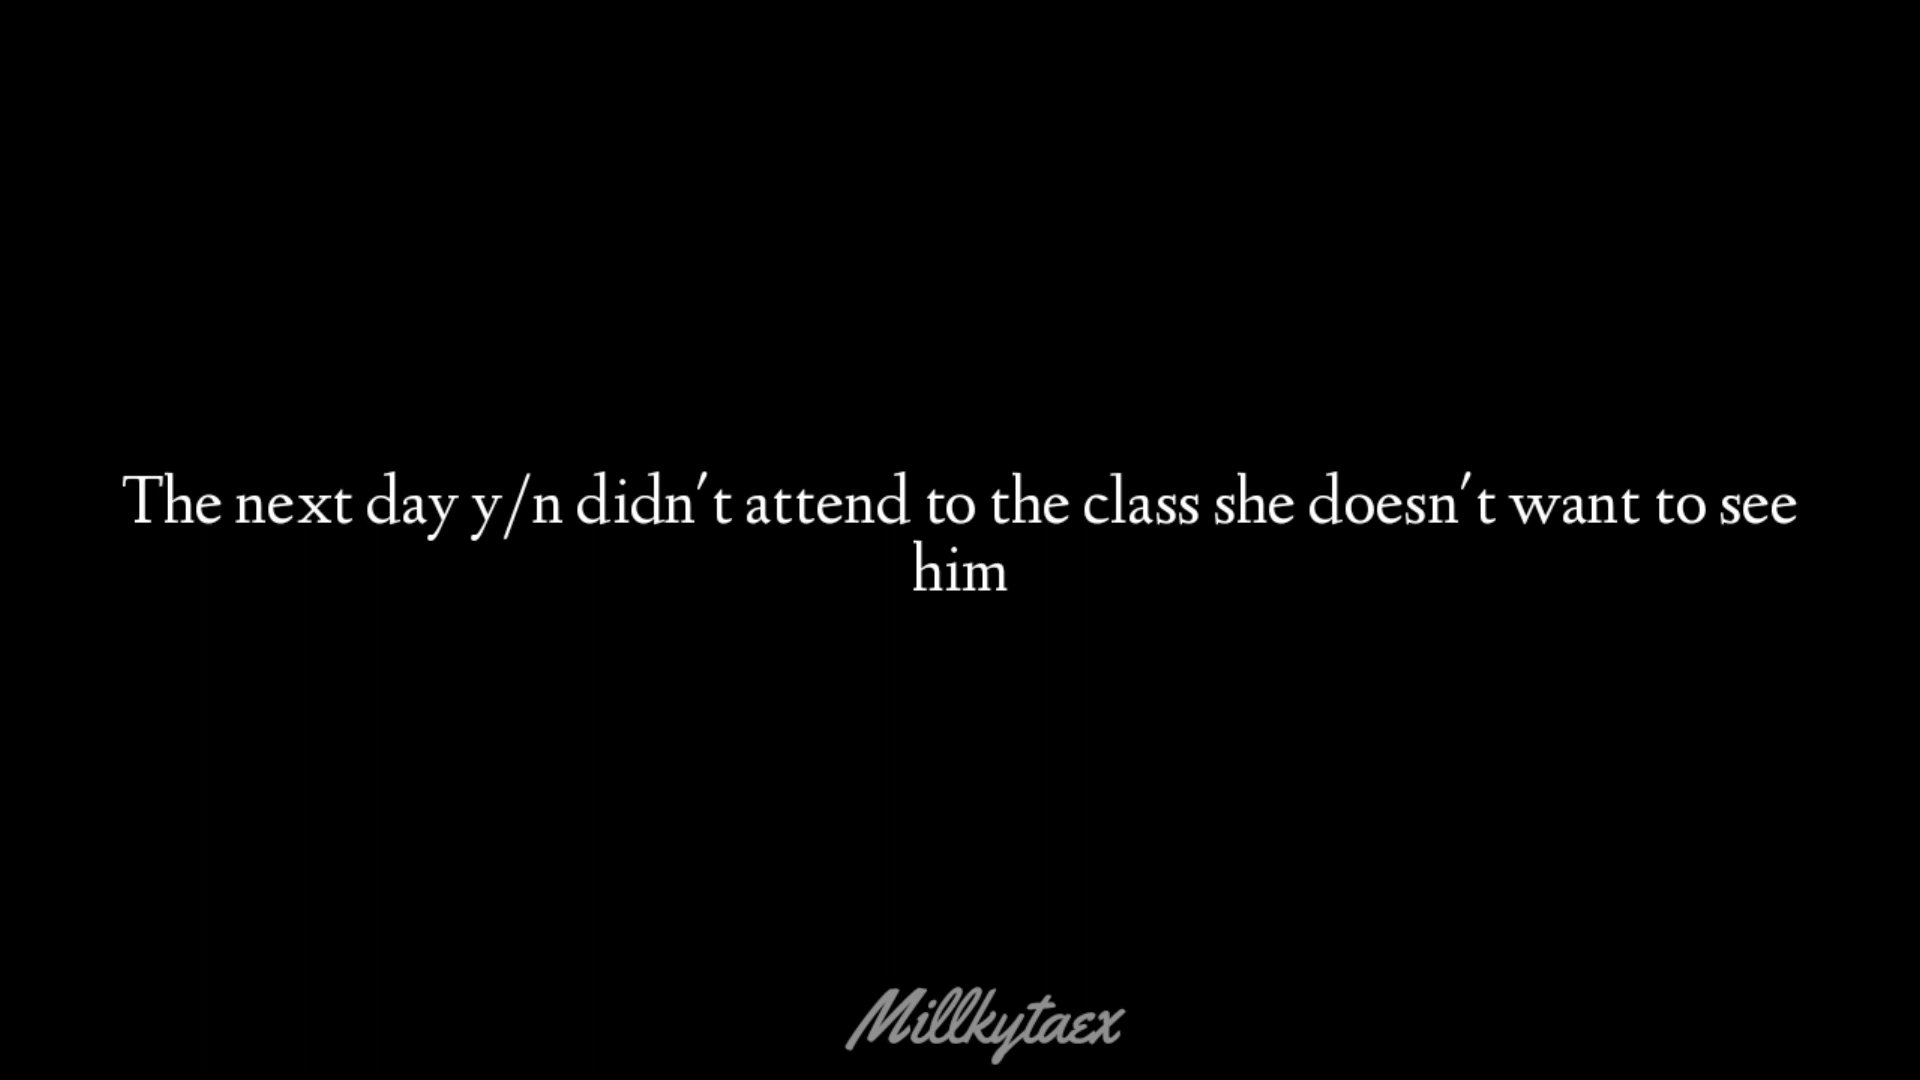 The next day y/n didn't attend to the class she doesn't want to see
him
Millkytaex